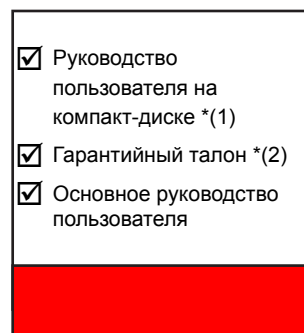 Руководство
пользователя на
компакт-диске *(1)
Гарантийный талон *(2)
Основное руководство
пользователя